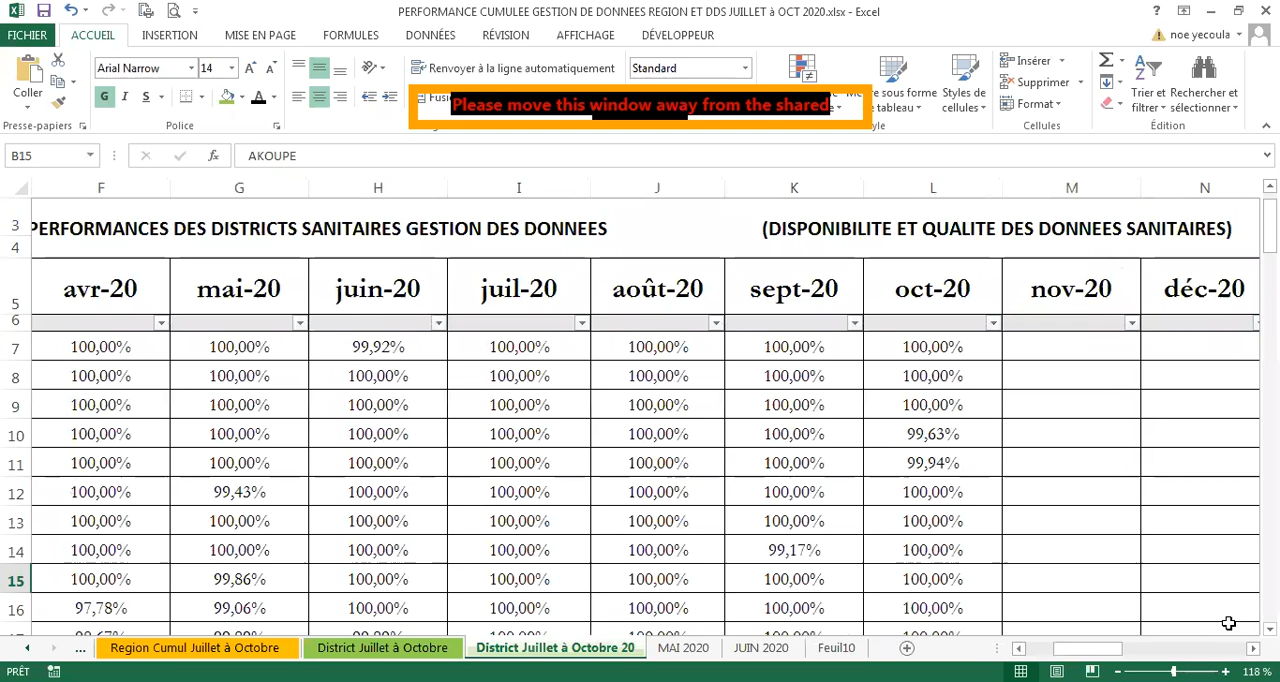 PERFORMANCE CUMULEE GESTION DE DONNEES REGION ET DDS JUILLET à OCT 2020.xlsx - Excel
?
FICHIER ACCUEIL INSERTION MISE EN PAGE FORMULES DONNÉES RÉVISION AFFICHAGE DÉVELOPPEUR
noe yecoula
Coller
Arial Narrow 14
G I S
Renvoyer à la ligne automatiquement
Standard
Please move this window away from the shared
Styles de
cellules
Insérer
Supprimer
Format
Trier et
filtrer
Rechercher et
sélectionner
Presse-papiers Police Cellules Édition
B15 fx AKOUPE
F G H I J K L M N
3 PERFORMANCES DES DISTRICTS SANITAIRES GESTION DES DONNEES (DISPONIBILITE ET QUALITE DES DONNEES SANITAIRES)
4
5 avr-20 mai-20 juin-20 juil-20 août-20 sept-20 oct-20 nov-20 déc-20
6
7 100,00% 100,00% 99,92% 100,00% 100,00% 100,00% 100,00%
8 100,00% 100,00% 100,00% 100,00% 100,00% 100,00% 100,00%
9 100,00% 100,00% 100,00% 100,00% 100,00% 100,00% 100,00%
10 100,00% 100,00% 100,00% 100,00% 100,00% 100,00% 99,63%
11 100,00% 100,00% 100,00% 100,00% 100,00% 100,00% 99,94%
12 100,00% 99,43% 100,00% 100,00% 100,00% 100,00% 100,00%
13 100,00% 100,00% 100,00% 100,00% 100,00% 100,00% 100,00%
14 100,00% 100,00% 100,00% 100,00% 100,00% 99,17% 100,00%
15 100,00% 99,86% 100,00% 100,00% 100,00% 100,00% 100,00%
16 97,78% 99,06% 100,00% 100,00% 100,00% 100,00% 100,00%
... Region Cumul Juillet à Octobre District Juillet à Octobre District Juillet à Octobre 20 MAI 2020 JUIN 2020 Feuil10
PRÊT 118 %